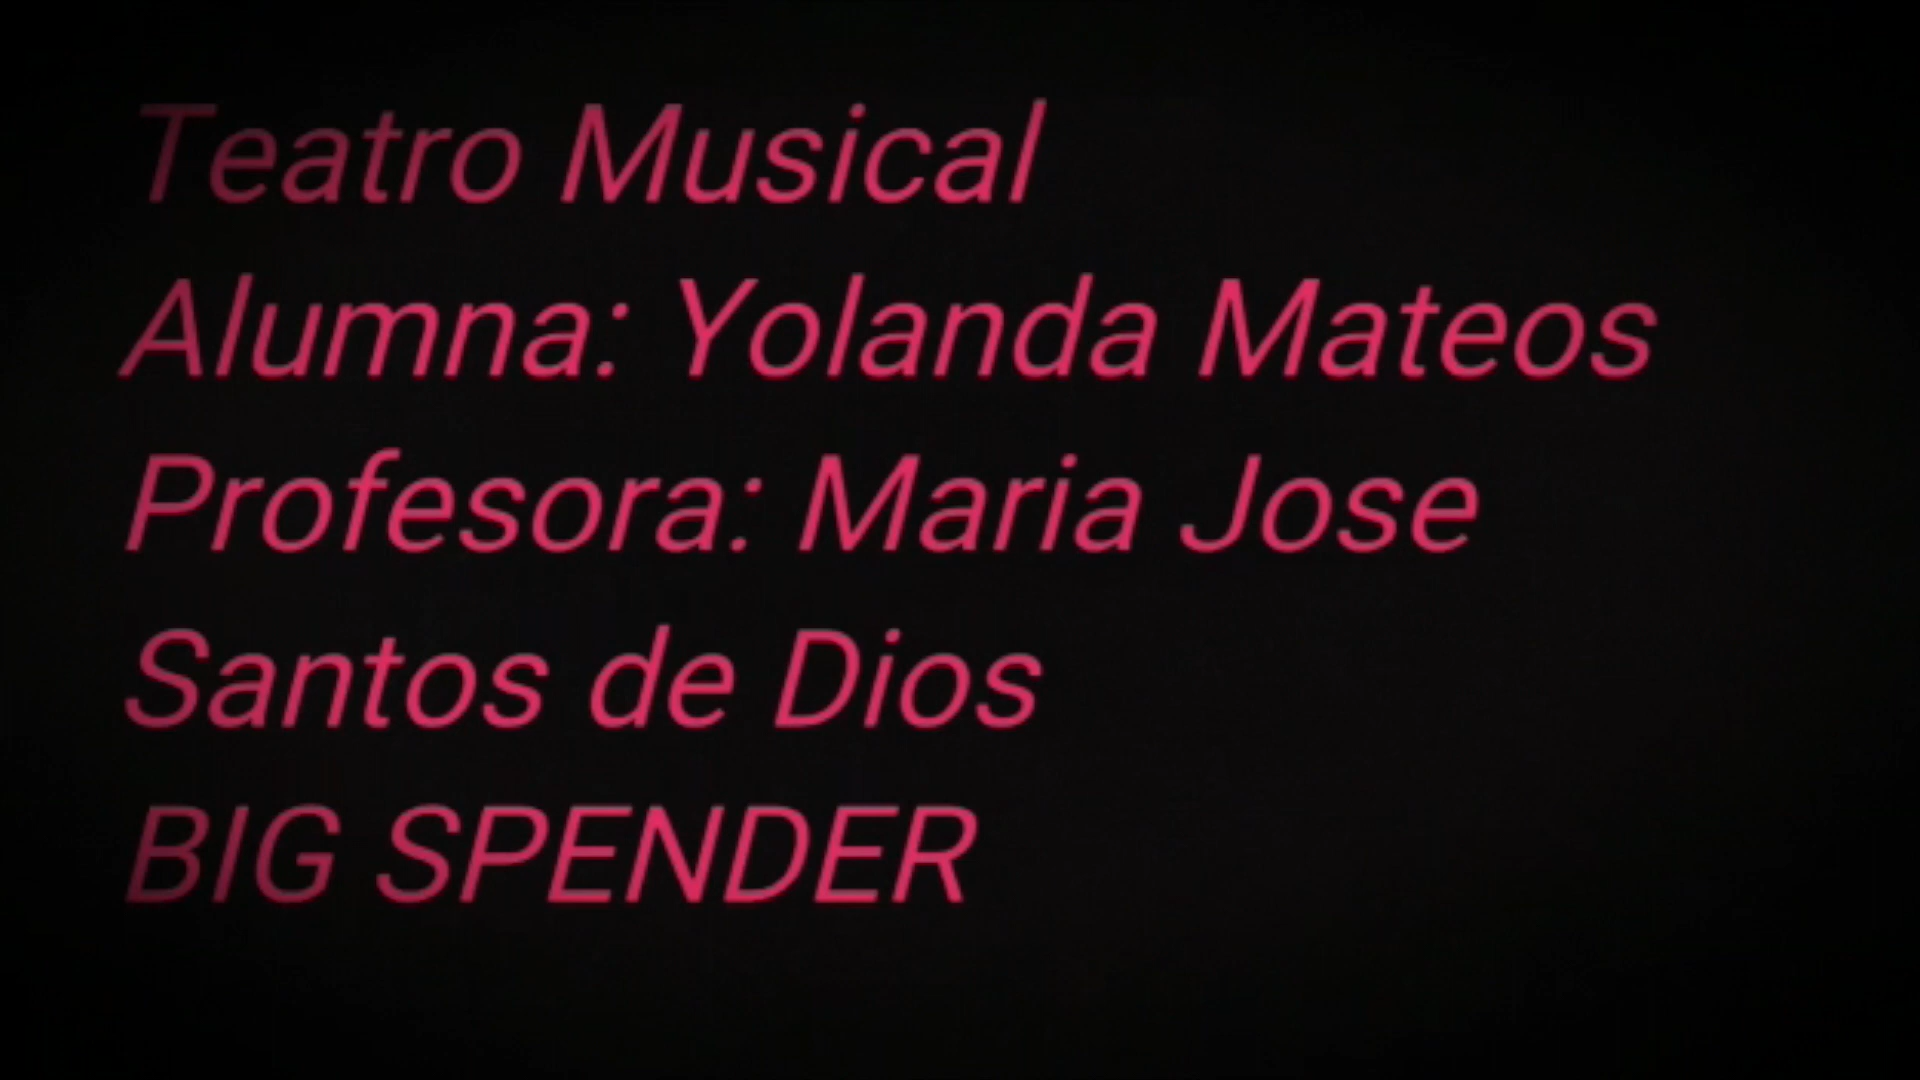 Teatro Musical
Alumna: Yolanda Mateos
Profesora: Maria Jose
Santos de Dios
BIG SPENDER